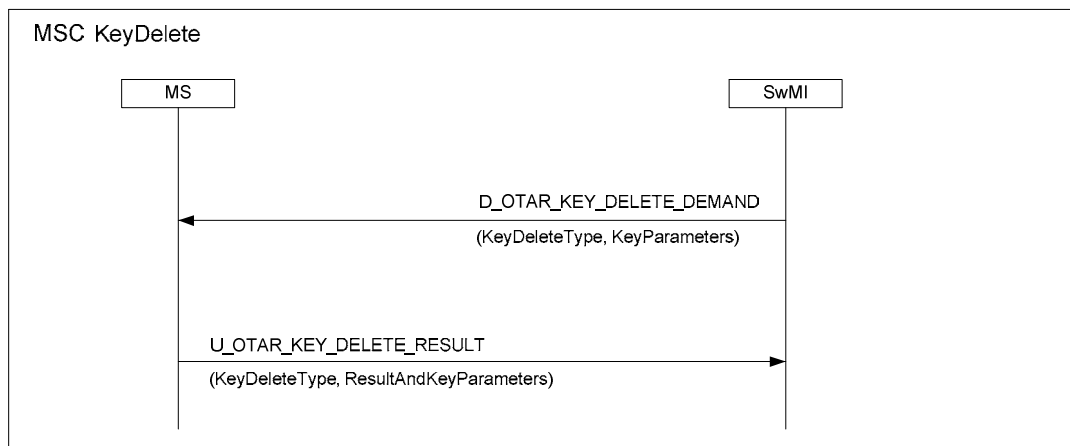 MSC KeyDelete
MS
SwMI
D_OTAR_KEY_DELETE_DEMAND
(KeyDeleteType, KeyParameters)
U_OTAR_KEY_DELETE_RESULT
(KeyDeleteType, ResultAndKeyParameters)